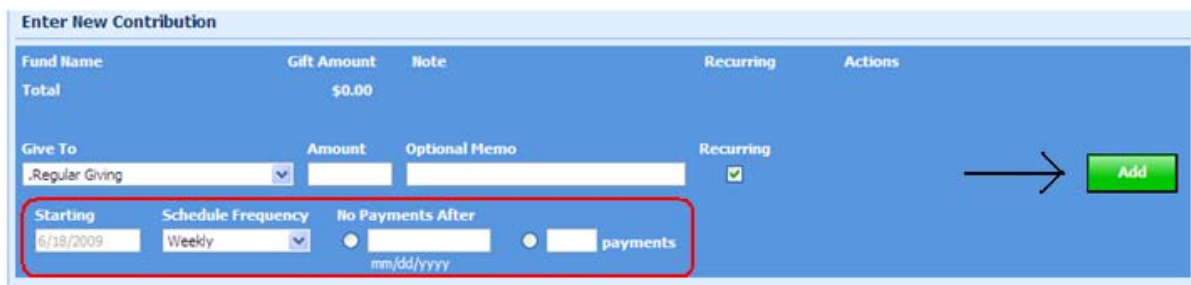 Enter New Contribution
Fund Name Gift Amount Note Recurring Actions
Total $0.00
Give To Amount Optional Memo Recurring
.Regular Giving Add
Starting Schedule Frequency No Payments After
6/18/2009 Weekly payments
mm/dd/yyyy